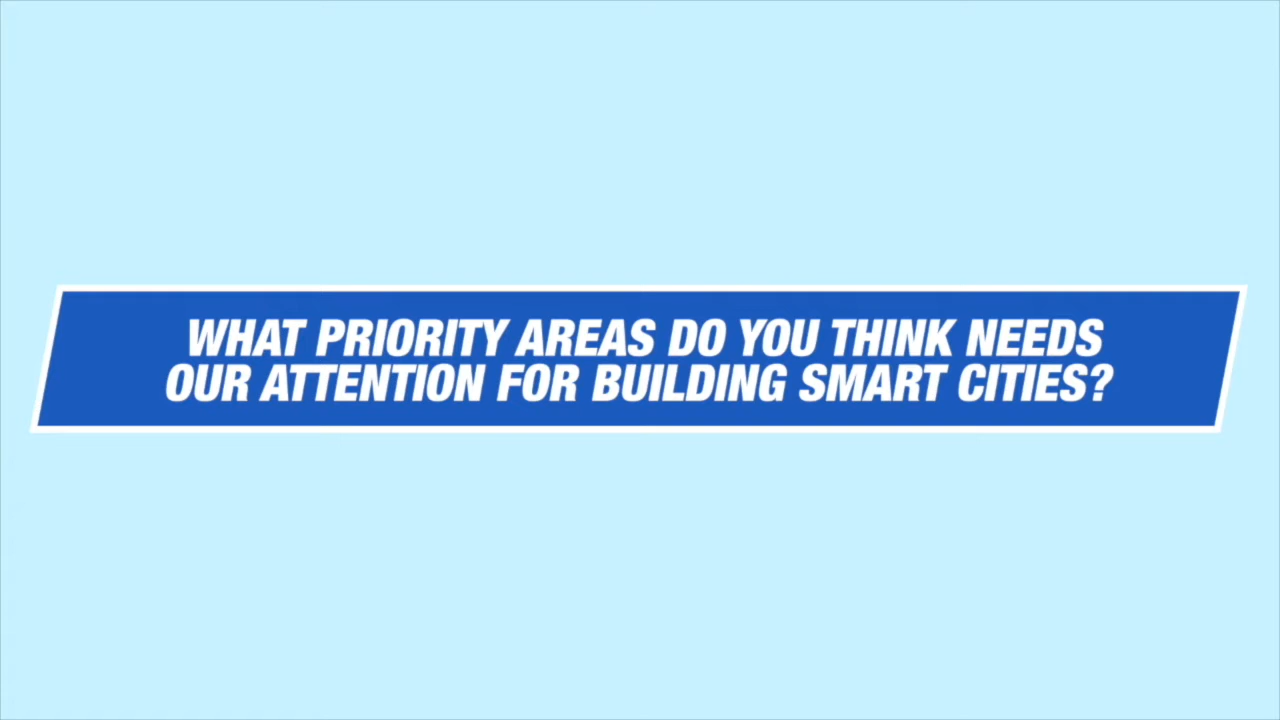 WHAT PRIORITY AREAS DO YOU THINK NEEDS
OUR ATTENTION FOR BUILDING SMART CITIES?